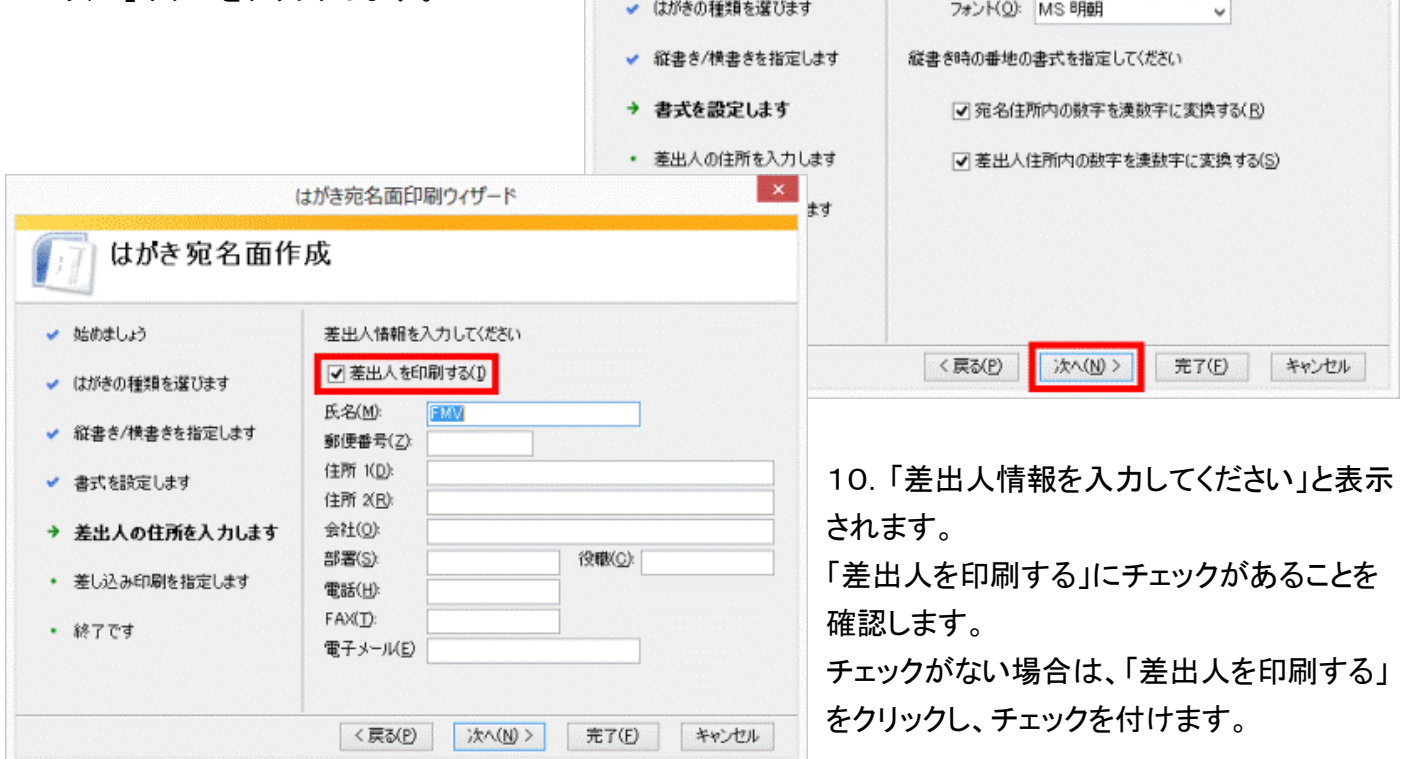 はがきの種類を選びます
フォント(O): MS 明朝
縦書き/横書きを指定します
縦書き時の番地の書式を指定してください
書式を設定します
宛名住所内の数字を漢数字に変換する(R)
差出人の住所を入力します
差出人住所内の数字を漢数字に変換する(S)
ます
< 戻る(P)
次へ(N) >
完了(F)
キャンセル
はがき宛名面印刷ウィザード
はがき宛名面作成
始めましょう
はがきの種類を選びます
縦書き/横書きを指定します
書式を設定します
差出人の住所を入力します
差し込み印刷を指定します
終了です
差出人情報を入力してください
差出人を印刷する(I)
氏名(M): FMV
郵便番号(Z):
住所 1(D):
住所 2(R):
会社(O):
部署(S):
役職(C):
電話(H):
FAX(T):
電子メール(E)
< 戻る(P)
次へ(N) >
完了(F)
キャンセル
10.「差出人情報を入力してください」と表示
されます。
「差出人を印刷する」にチェックがあることを
確認します。
チェックがない場合は、「差出人を印刷する」
をクリックし、チェックを付けます。